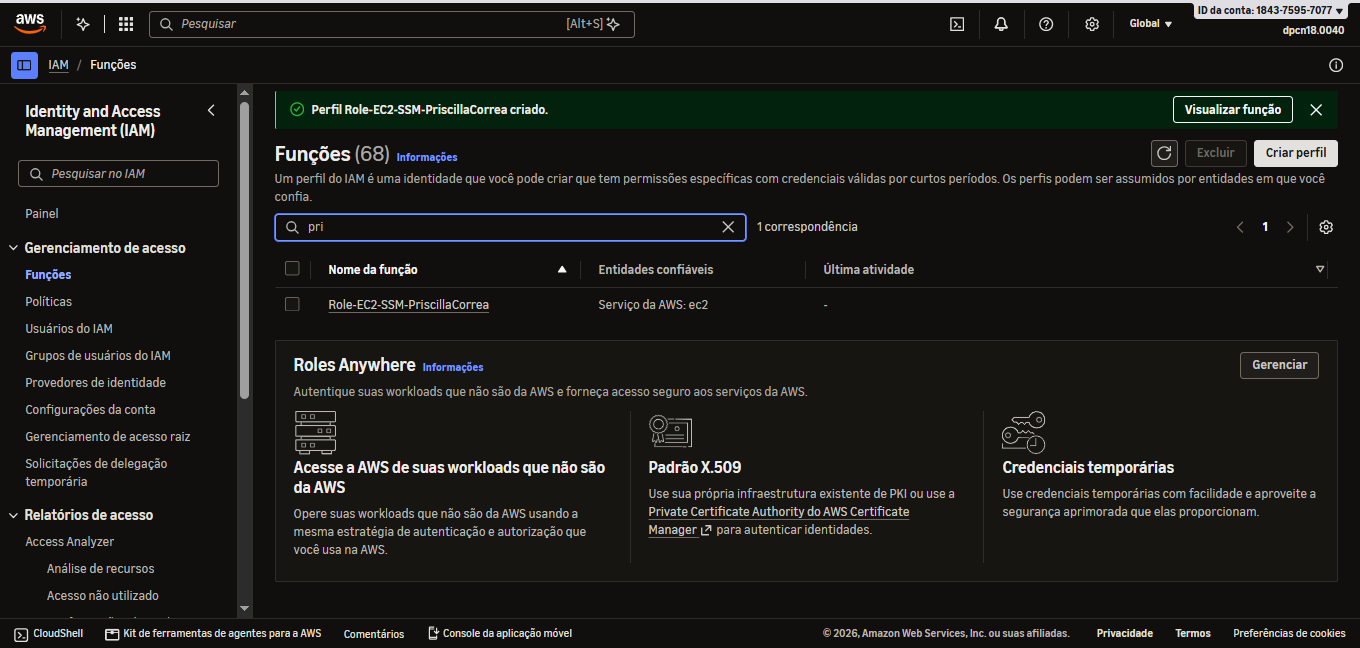 aws
Pesquisar
[Alt+S]
Global
ID da conta: 1843-7595-7077
dpcn18.0040
IAM / Funções
Identity and Access
Management (IAM)
Pesquisar no IAM
Painel
Gerenciamento de acesso
Funções
Políticas
Usuários do IAM
Grupos de usuários do IAM
Provedores de identidade
Configurações da conta
Gerenciamento de acesso raiz
Solicitações de delegação
temporária
Relatórios de acesso
Access Analyzer
Análise de recursos
Acesso não utilizado
Perfil Role-EC2-SSM-PriscillaCorrea criado.
Visualizar função
Funções (68) Informações
Excluir
Criar perfil
Um perfil do IAM é uma identidade que você pode criar que tem permissões específicas com credenciais válidas por curtos períodos. Os perfis podem ser assumidos por entidades em que você
confia.
pri
1 correspondência
1
Nome da função
Entidades confiáveis
Última atividade
Role-EC2-SSM-PriscillaCorrea
Serviço da AWS: ec2
-
Roles Anywhere Informações
Gerenciar
Autentique suas workloads que não são da AWS e forneça acesso seguro aos serviços da AWS.
Acesse a AWS de suas workloads que não são
da AWS
Opere suas workloads que não são da AWS usando a
mesma estratégia de autenticação e autorização que
você usa na AWS.
Padrão X.509
Use sua própria infraestrutura existente de PKI ou use a
Private Certificate Authority do AWS Certificate
Manager para autenticar identidades.
Credenciais temporárias
Use credenciais temporárias com facilidade e aproveite a
segurança aprimorada que elas proporcionam.
CloudShell
Kit de ferramentas de agentes para a AWS
Comentários
Console da aplicação móvel
© 2026, Amazon Web Services, Inc. ou suas afiliadas.
Privacidade
Termos
Preferências de cookies